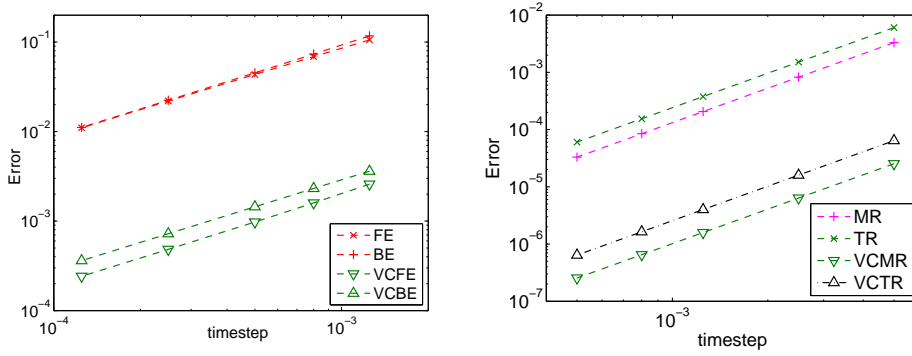 10^-1
10^-2
10^-3
10^-4
Error
10^-4
10^-3
timestep
FE
BE
VCFE
VCBE
10^-2
10^-3
10^-4
10^-5
10^-6
10^-7
Error
10^-3
timestep
MR
TR
VCMR
VCTR